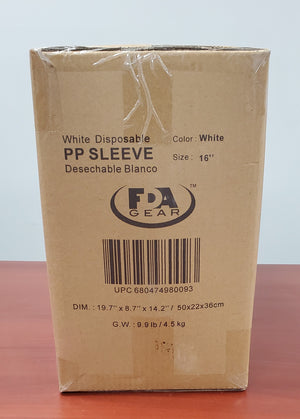 White Disposable
PP SLEEVE
Desechable Blanco
Color: White
Size: 16"
FDA™
GEAR
UPC 680474980093
DIM.: 19.7" x 8.7" x 14.2" / 50x22x36cm
G.W.: 9.9 lb / 4.5 kg